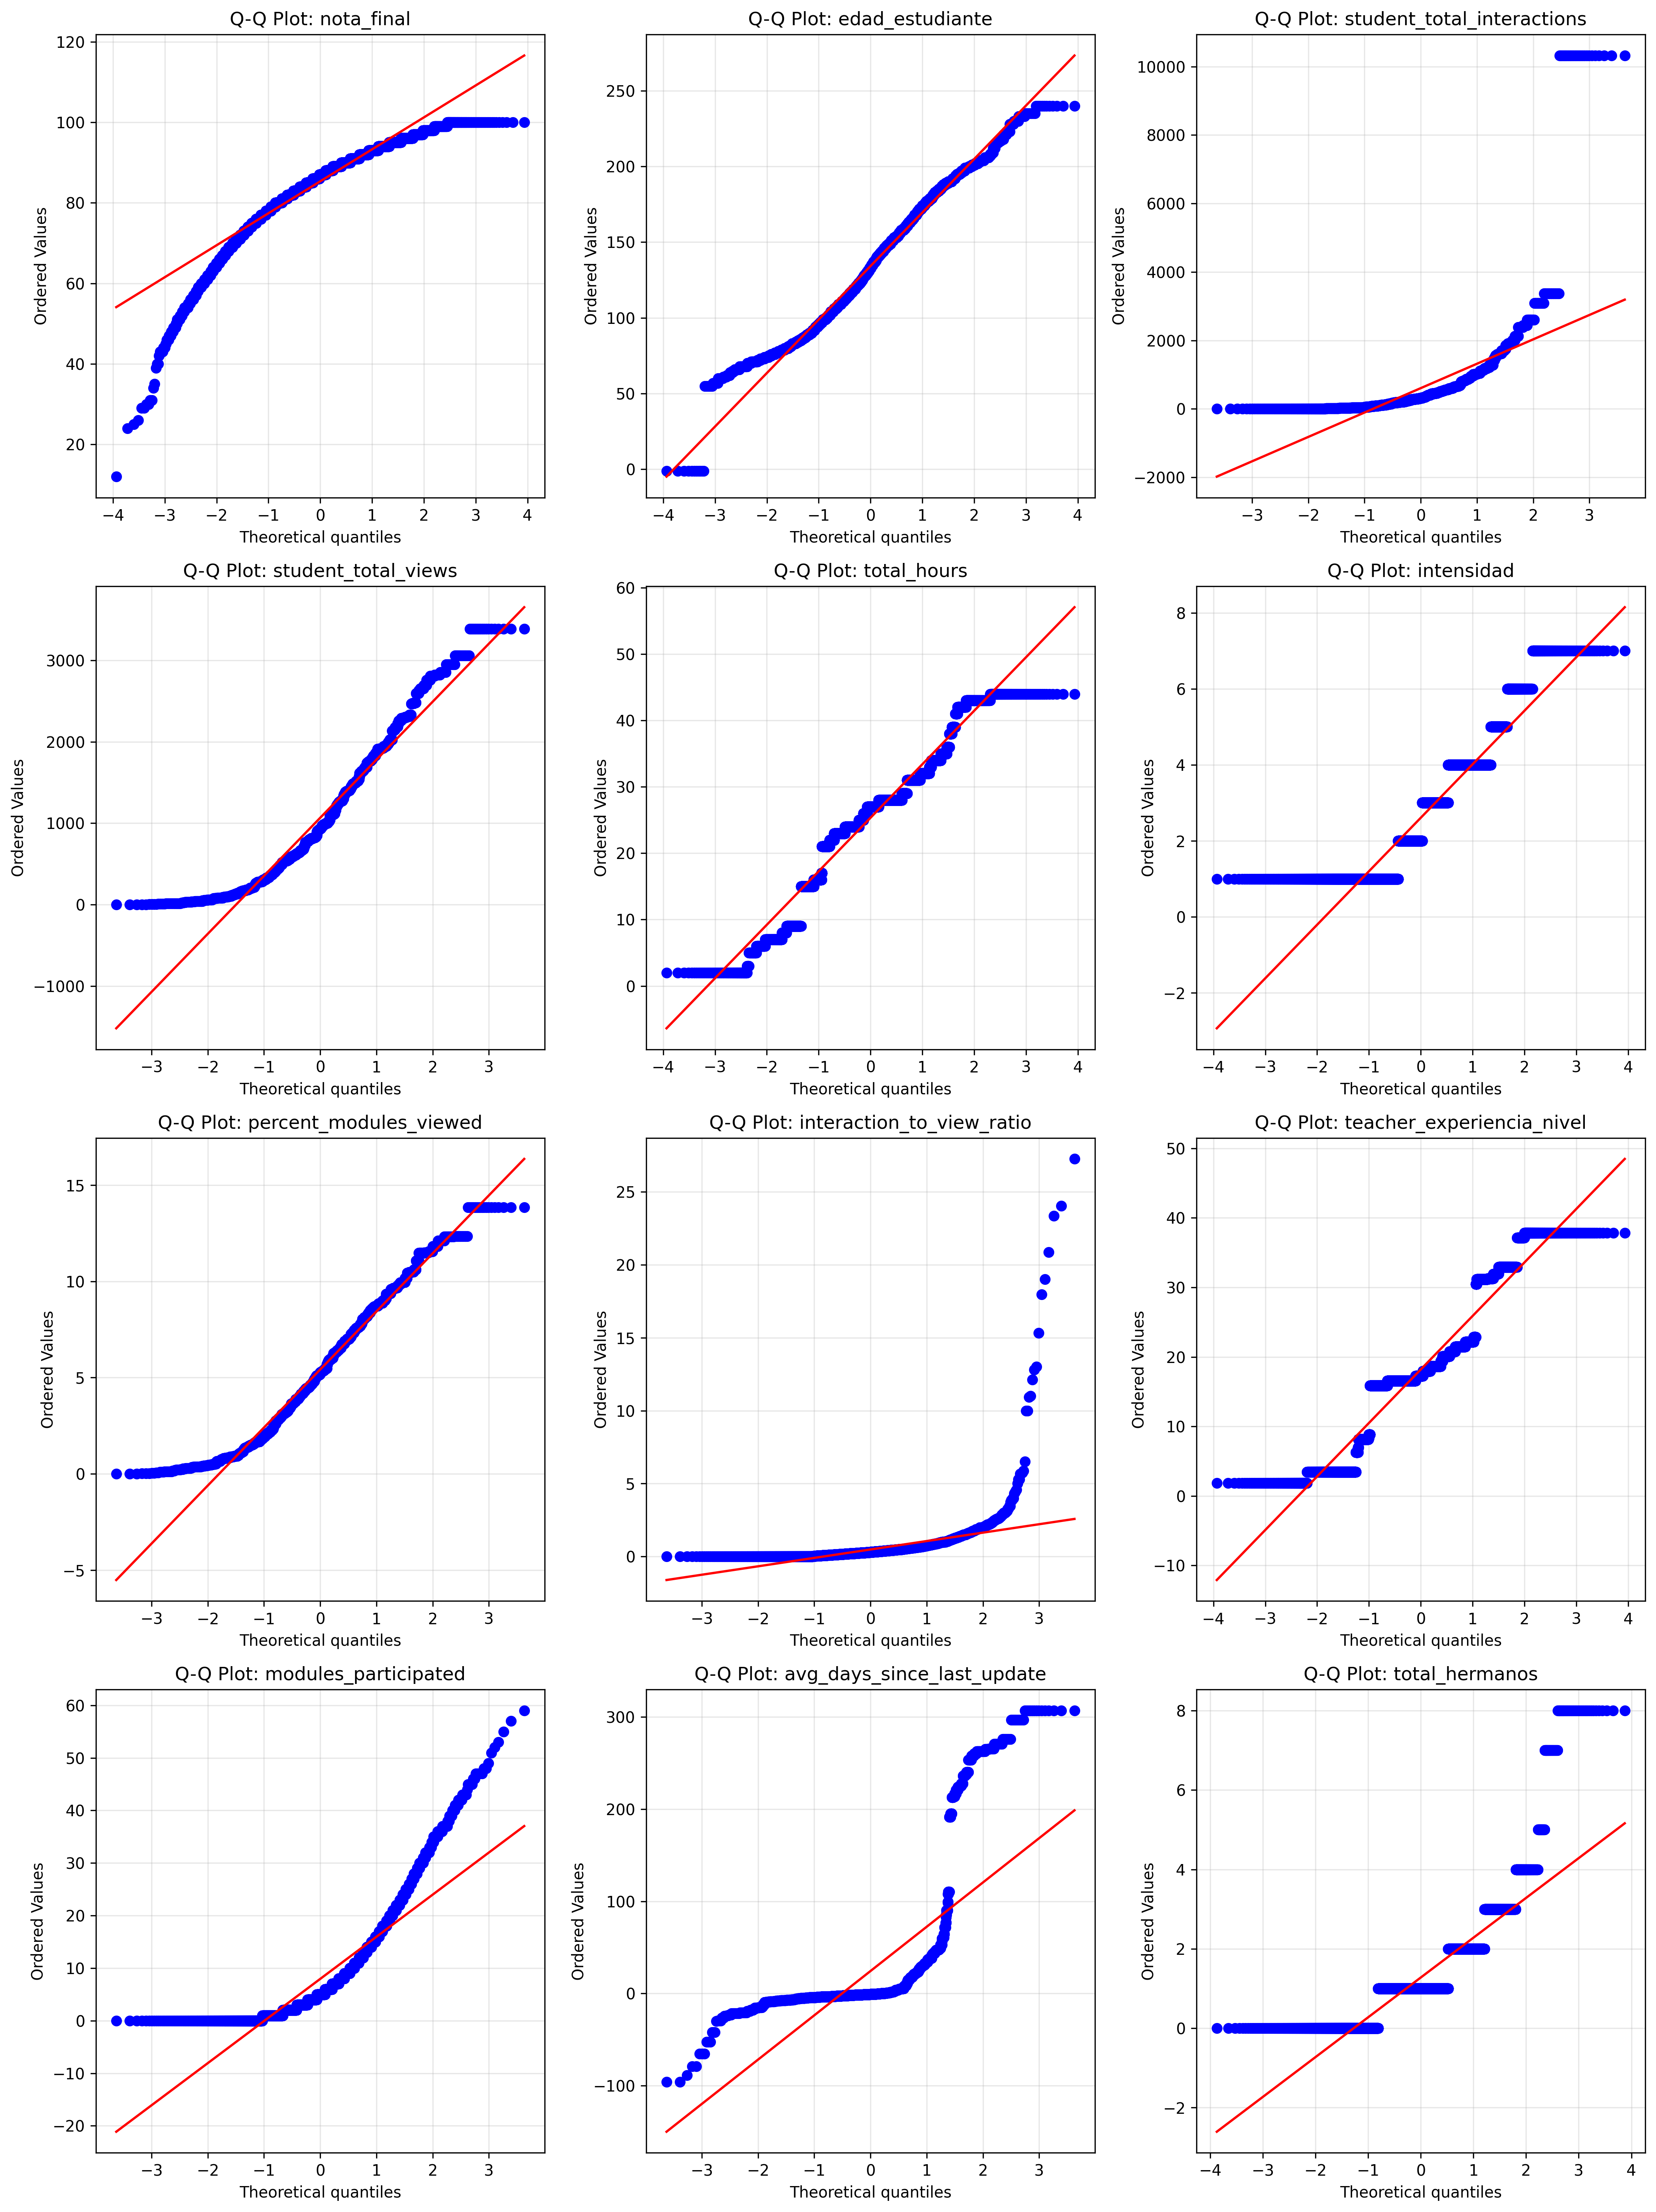 Q-Q Plot: nota_final
120
100
80
60
40
20
Ordered Values
−4 −3 −2 −1 0 1 2 3 4
Theoretical quantiles
Q-Q Plot: edad_estudiante
250
200
150
100
50
0
Ordered Values
−4 −3 −2 −1 0 1 2 3 4
Theoretical quantiles
Q-Q Plot: student_total_interactions
10000
8000
6000
4000
2000
0
−2000
Ordered Values
−3 −2 −1 0 1 2 3
Theoretical quantiles
Q-Q Plot: student_total_views
3000
2000
1000
0
−1000
Ordered Values
−3 −2 −1 0 1 2 3
Theoretical quantiles
Q-Q Plot: total_hours
60
50
40
30
20
10
0
Ordered Values
−4 −3 −2 −1 0 1 2 3 4
Theoretical quantiles
Q-Q Plot: intensidad
8
6
4
2
0
−2
Ordered Values
−4 −3 −2 −1 0 1 2 3 4
Theoretical quantiles
Q-Q Plot: percent_modules_viewed
15
10
5
0
−5
Ordered Values
−3 −2 −1 0 1 2 3
Theoretical quantiles
Q-Q Plot: interaction_to_view_ratio
25
20
15
10
5
0
Ordered Values
−3 −2 −1 0 1 2 3
Theoretical quantiles
Q-Q Plot: teacher_experiencia_nivel
50
40
30
20
10
0
−10
Ordered Values
−4 −3 −2 −1 0 1 2 3 4
Theoretical quantiles
Q-Q Plot: modules_participated
60
50
40
30
20
10
0
−10
−20
Ordered Values
−3 −2 −1 0 1 2 3
Theoretical quantiles
Q-Q Plot: avg_days_since_last_update
300
200
100
0
−100
Ordered Values
−3 −2 −1 0 1 2 3
Theoretical quantiles
Q-Q Plot: total_hermanos
8
6
4
2
0
−2
Ordered Values
−4 −3 −2 −1 0 1 2 3 4
Theoretical quantiles